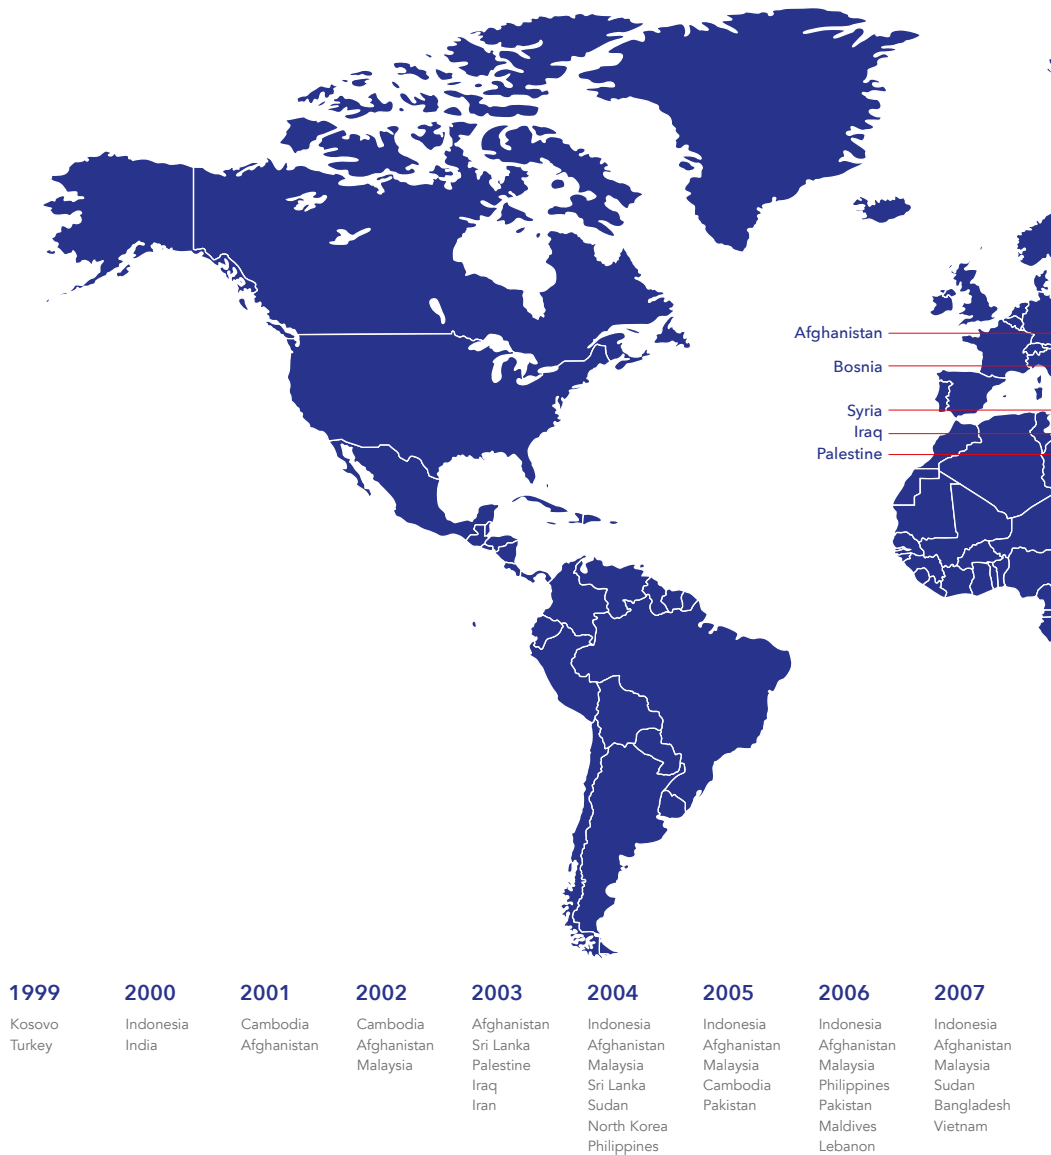 Afghanistan
Bosnia
Syria
Iraq
Palestine
1999
Kosovo
Turkey
2000
Indonesia
India
2001
Cambodia
Afghanistan
2002
Cambodia
Afghanistan
Malaysia
2003
Afghanistan
Sri Lanka
Palestine
Iraq
Iran
2004
Indonesia
Afghanistan
Malaysia
Sri Lanka
Sudan
North Korea
Philippines
2005
Indonesia
Afghanistan
Malaysia
Cambodia
Pakistan
2006
Indonesia
Afghanistan
Malaysia
Philippines
Pakistan
Maldives
Lebanon
2007
Indonesia
Afghanistan
Malaysia
Sudan
Bangladesh
Vietnam